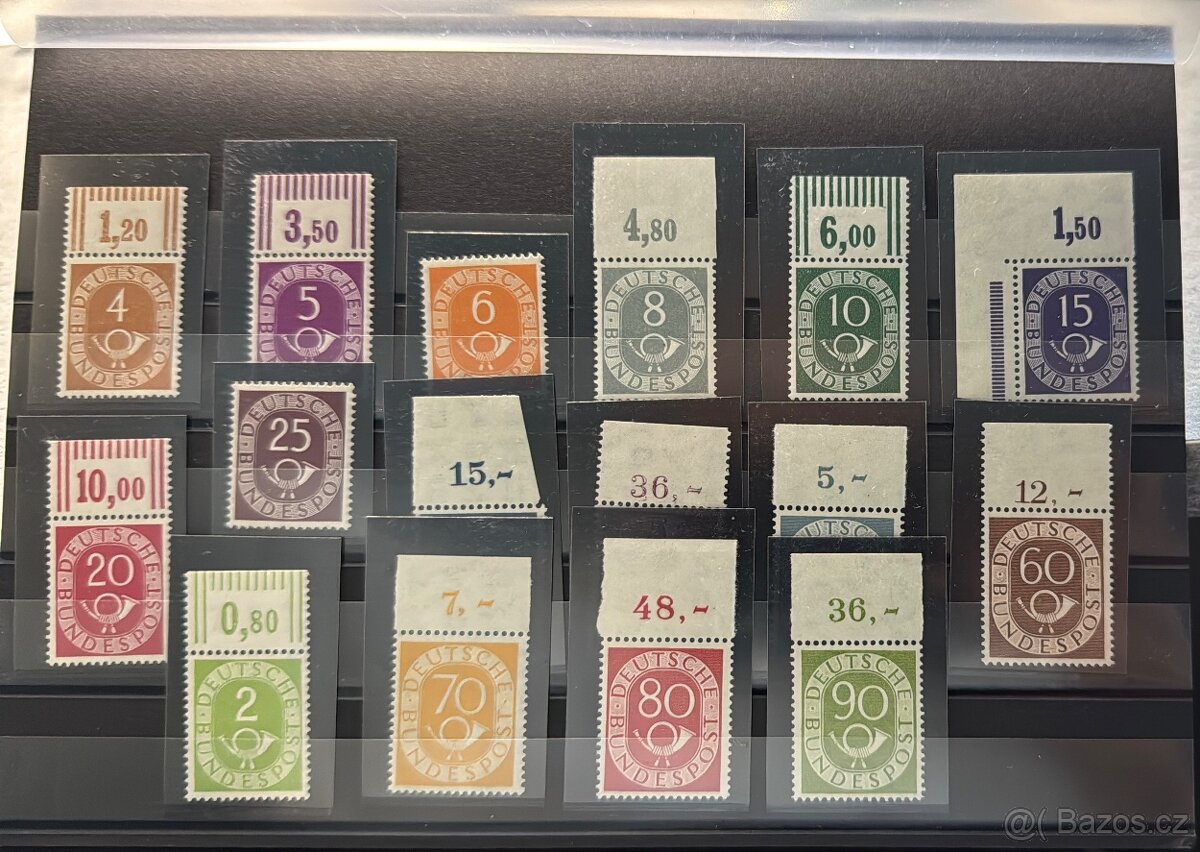 1,20
DEUTSCHE
4
BUNDESPOST
3,50
DEUTSCHE
5
BUNDESPOST
DEUTSCHE
6
BUNDESPOST
4,80
DEUTSCHE
8
BUNDESPOST
6,00
DEUTSCHE
10
BUNDESPOST
1,50
DEUTSCHE
15
BUNDESPOST
10,00
DEUTSCHE
20
BUNDESPOST
DEUTSCHE
25
BUNDESPOST
15,-
36,-
5,-
DEUTSCHE
12,-
DEUTSCHE
60
BUNDESPOST
0,80
DEUTSCHE
2
BUNDESPOST
7,-
DEUTSCHE
70
BUNDESPOST
48,-
DEUTSCHE
80
BUNDESPOST
36,-
DEUTSCHE
90
BUNDESPOST
@( Bazos.cz